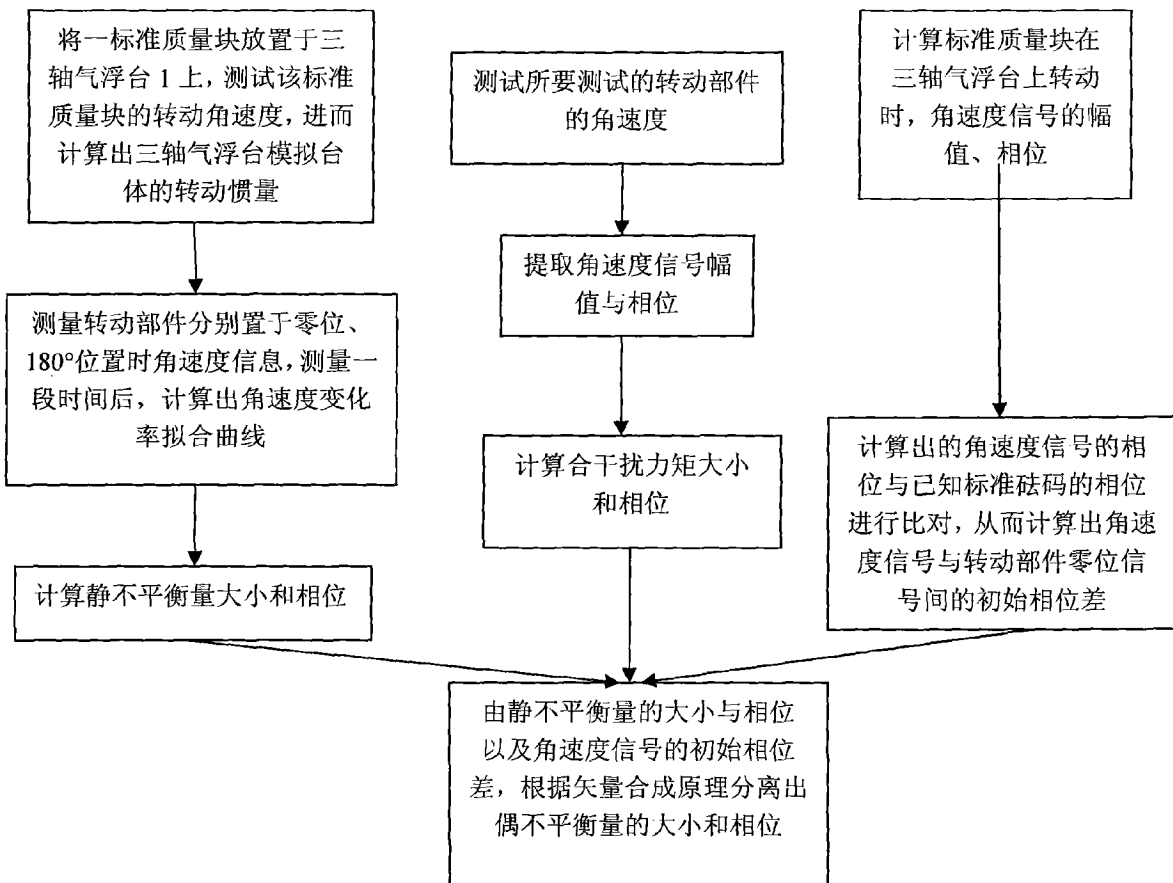 将一标准质量块放置于三
轴气浮台1上，测试该标准
质量块的转动角速度，进而
计算出三轴气浮台模拟台
体的转动惯量
测量转动部件分别置于零位、
180°位置时角速度信息，测量一
段时间后，计算出角速度变化
率拟合曲线
计算静不平衡量大小和相位
测试所要测试的转动部件
的角速度
提取角速度信号幅
值与相位
计算合干扰力矩大小
和相位
计算标准质量块在
三轴气浮台上转动
时，角速度信号的幅
值、相位
计算出的角速度信号的相
位与已知标准砝码的相位
进行比对，从而计算出角速
度信号与转动部件零位信
号间的初始相位差
由静不平衡量的大小与相位
以及角速度信号的初始相位
差，根据矢量合成原理分离出
偶不平衡量的大小和相位